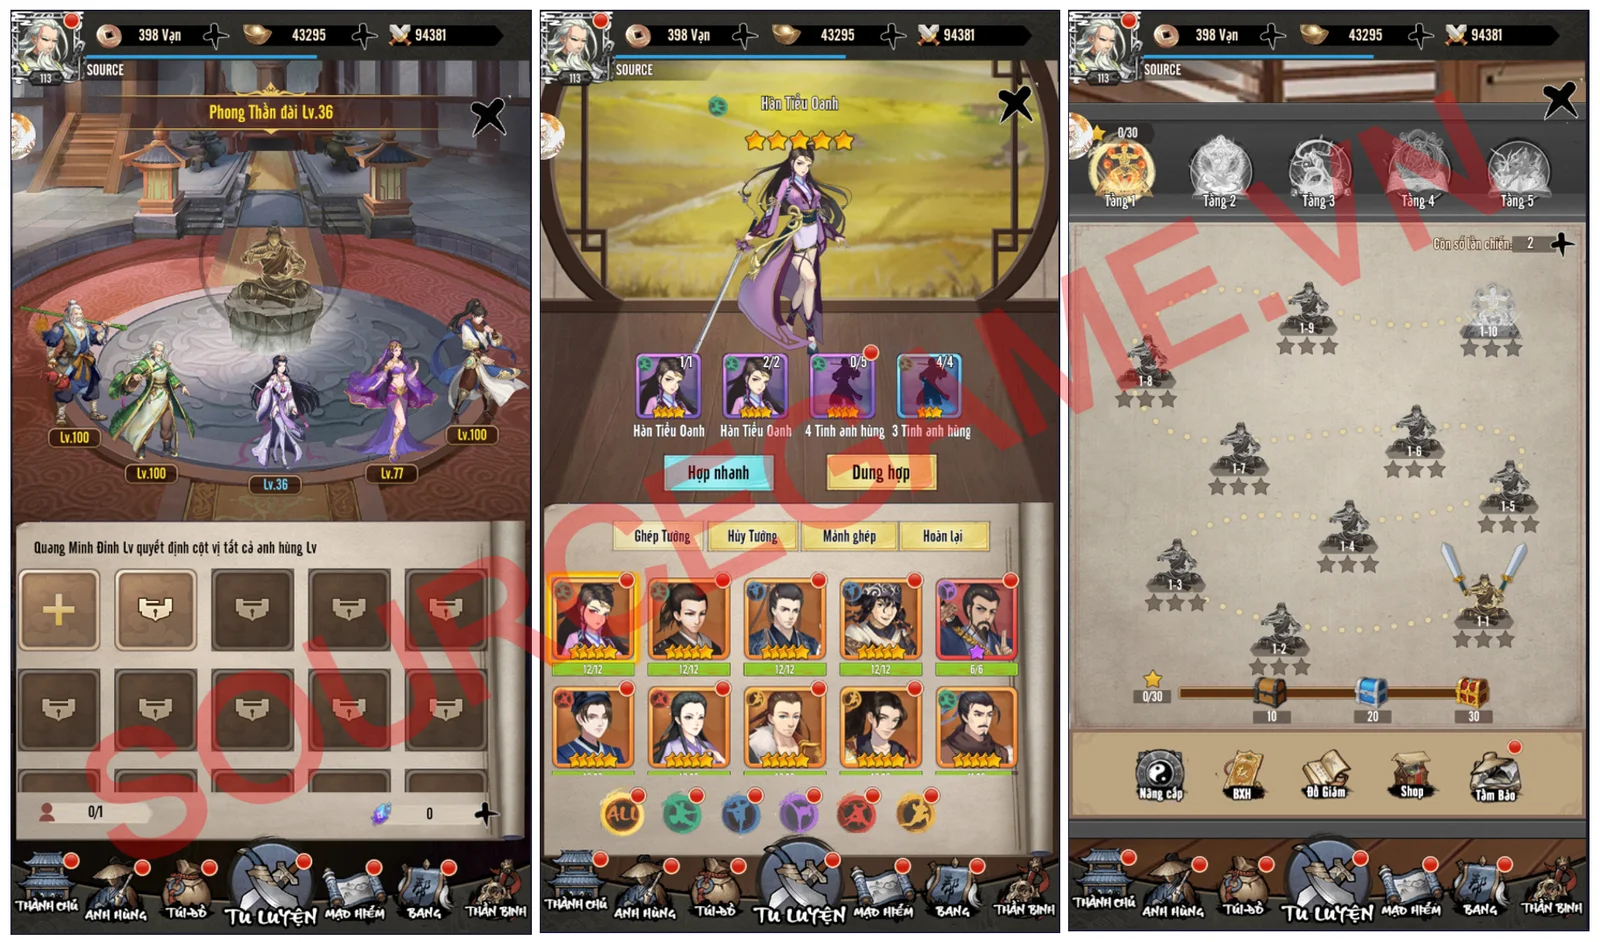 398 Vạn
43295
94381
113
SOURCE
Phong Thần đài Lv.36
Lv.100
Lv.100
Lv.36
Lv.77
Lv.100
Quang Minh Đinh Lv quyết định cột vị tất cả anh hùng Lv
0/1
0
THÀNH CHÚ
ANH HÙNG
TÚI ĐỒ
TU LUYỆN
MẠO HIỂM
BANG
THẦN BINH
398 Vạn
43295
94381
113
SOURCE
Hàn Tiểu Oanh
1/1
2/2
0/5
4/4
Hàn Tiểu Oanh
Hàn Tiểu Oanh
4 Tinh anh hùng
3 Tinh anh hùng
Hợp nhanh
Dung hợp
Ghép Tướng
Hủy Tướng
Mảnh ghép
Hoàn lại
12/12
12/12
12/12
12/12
6/6
ALL
THÀNH CHÚ
ANH HÙNG
TÚI ĐỒ
TU LUYỆN
MẠO HIỂM
BANG
THẦN BINH
398 Vạn
43295
94381
113
SOURCE
0/30
Tầng 1
Tầng 2
Tầng 3
Tầng 4
Tầng 5
Còn số lần chiến:
2
1-9
1-10
1-8
1-6
1-7
1-5
1-4
1-3
1-1
1-2
0/30
10
20
30
Nâng cấp
BXH
Đồ Giám
Shop
Tầm Bảo
THÀNH CHÚ
ANH HÙNG
TÚI ĐỒ
TU LUYỆN
MẠO HIỂM
BANG
THẦN BINH
SOURCEGAME.VN